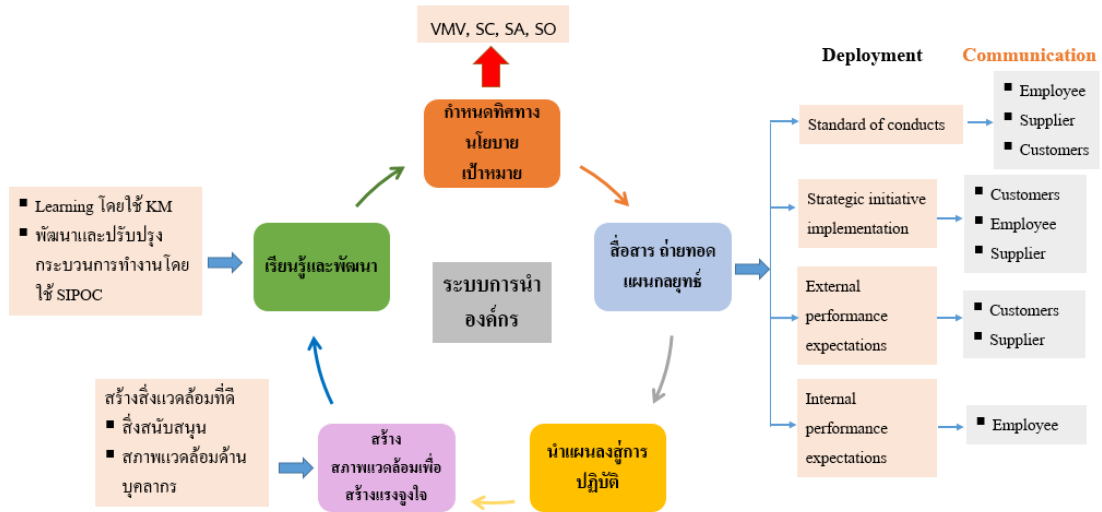 VMV, SC, SA, SO
กำหนดทิศทาง
นโยบาย
เป้าหมาย
สื่อสาร ถ่ายทอด
แผนกลยุทธ์
นำแผนลงสู่การ
ปฏิบัติ
สร้าง
สภาพแวดล้อมเพื่อ
สร้างแรงจูงใจ
เรียนรู้และพัฒนา
ระบบการนำ
องค์กร
▪ Learning โดยใช้ KM
▪ พัฒนาและปรับปรุง
กระบวนการทำงานโดย
ใช้ SIPOC
สร้างสิ่งแวดล้อมที่ดี
▪ สิ่งสนับสนุน
▪ สภาพแวดล้อมด้าน
บุคลากร
Deployment
Communication
Standard of conducts
▪ Employee
▪ Supplier
▪ Customers
Strategic initiative
implementation
▪ Customers
▪ Employee
▪ Supplier
External
performance
expectations
▪ Customers
▪ Supplier
Internal
performance
expectations
▪ Employee